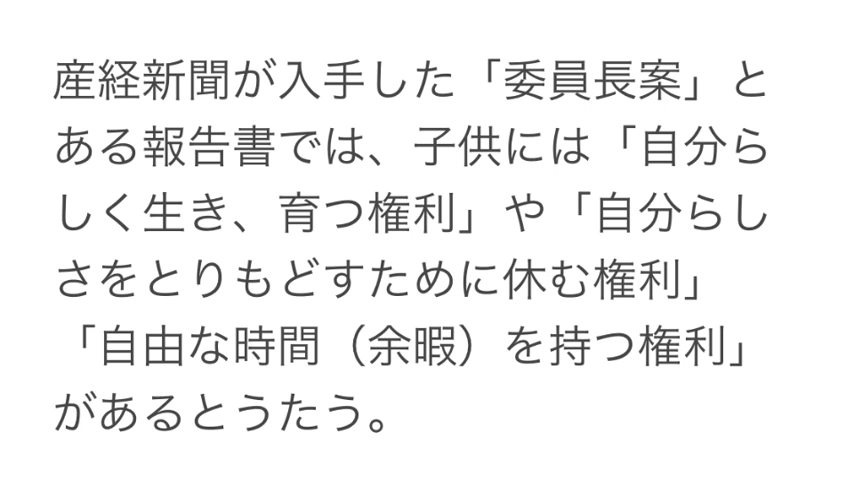 産経新聞が入手した「委員長案」と
ある報告書では、子供には「自分ら
しく生き、育つ権利」や「自分らし
さをとりもどすために休む権利」
「自由な時間（余暇）を持つ権利」
があるとうたう。